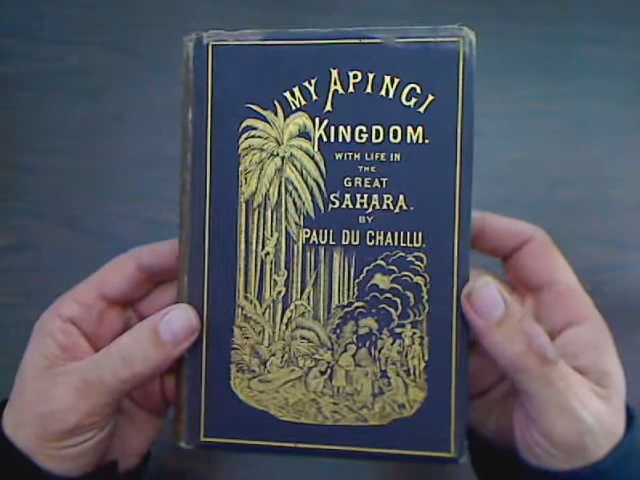 MY APINGI
KINGDOM.
WITH LIFE IN
THE
GREAT
SAHARA.
BY
PAUL DU CHAILLU.